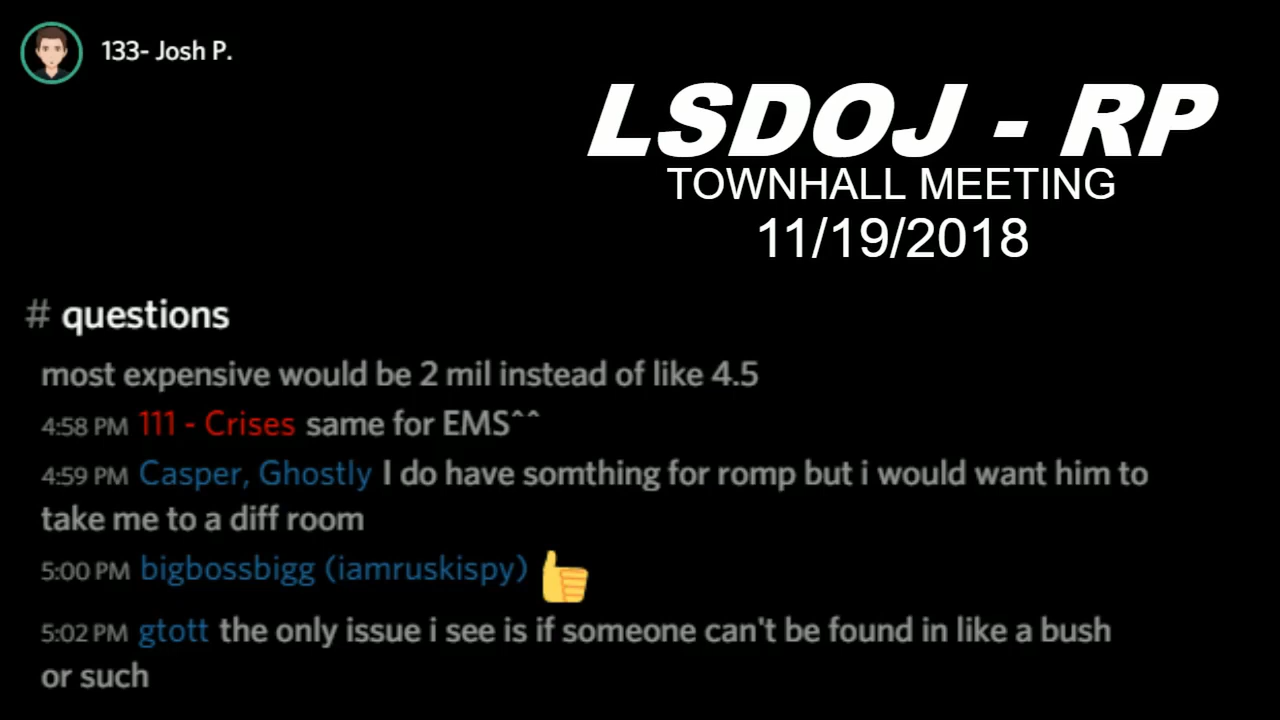 133- Josh P.
LSDOJ - RP
TOWNHALL MEETING
11/19/2018
# questions
most expensive would be 2 mil instead of like 4.5
4:58 PM 111 - Crises same for EMS^^
4:59 PM Casper, Ghostly I do have somthing for romp but i would want him to
take me to a diff room
5:00 PM bigbossbigg (iamruskispy) 👍
5:02 PM gtott the only issue i see is if someone can't be found in like a bush
or such